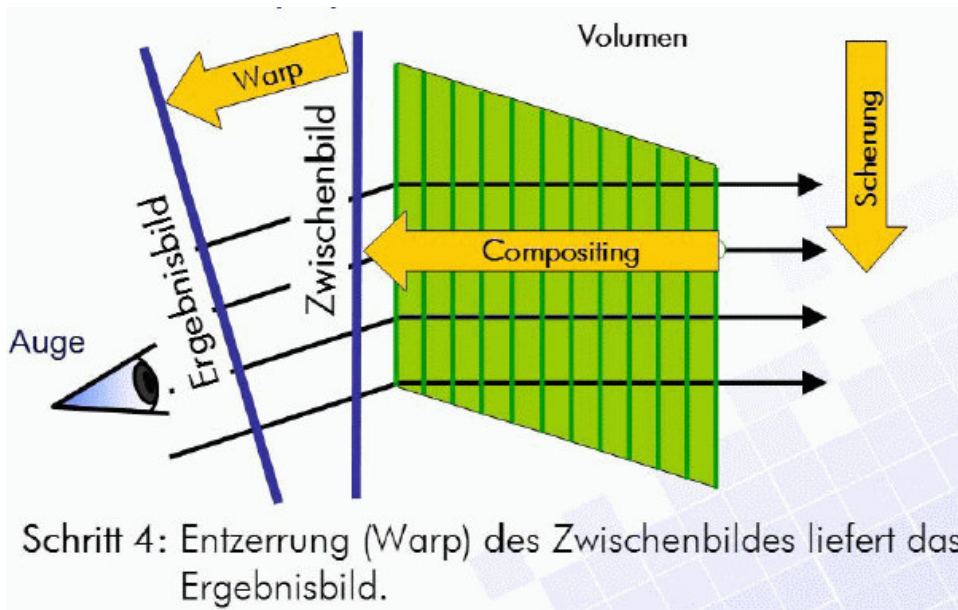 Volumen
Warp
Scherung
Zwischenbild
Ergebnisbild
Compositing
Auge
Schritt 4: Entzerrung (Warp) des Zwischenbildes liefert das
Ergebnisbild.